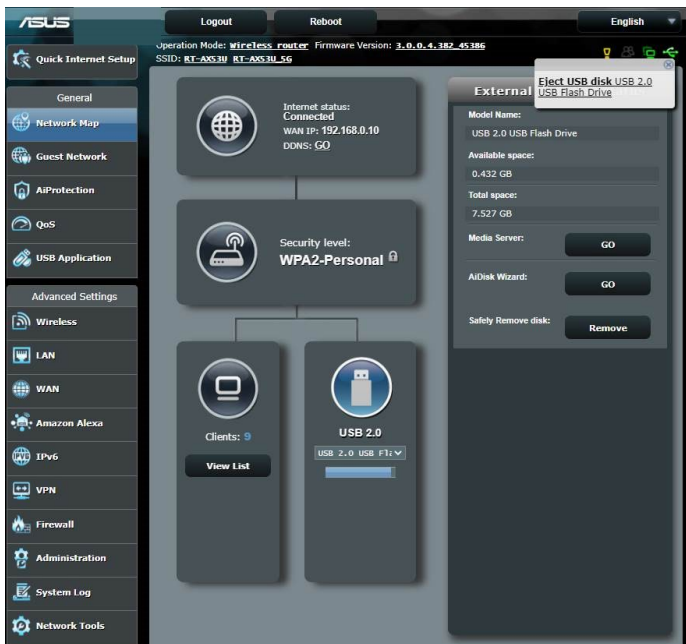 ASUS
Logout
Reboot
English
Operation Mode: Wireless router Firmware Version: 3.0.0.4.382_45386
SSID: RT-AX53U RT-AX53U_5G
Quick Internet Setup
General
Network Map
Guest Network
AiProtection
QoS
USB Application
Advanced Settings
Wireless
LAN
WAN
Amazon Alexa
IPv6
VPN
Firewall
Administration
System Log
Network Tools
Internet status:
Connected
WAN IP: 192.168.0.10
DDNS: GO
Security level:
WPA2-Personal
Clients: 9
View List
USB 2.0
USB 2.0 USB Fla
Eject USB disk USB 2.0
USB Flash Drive
External
Model Name:
USB 2.0 USB Flash Drive
Available space:
0.432 GB
Total space:
7.527 GB
Media Server:
GO
AiDisk Wizard:
GO
Safely Remove disk:
Remove